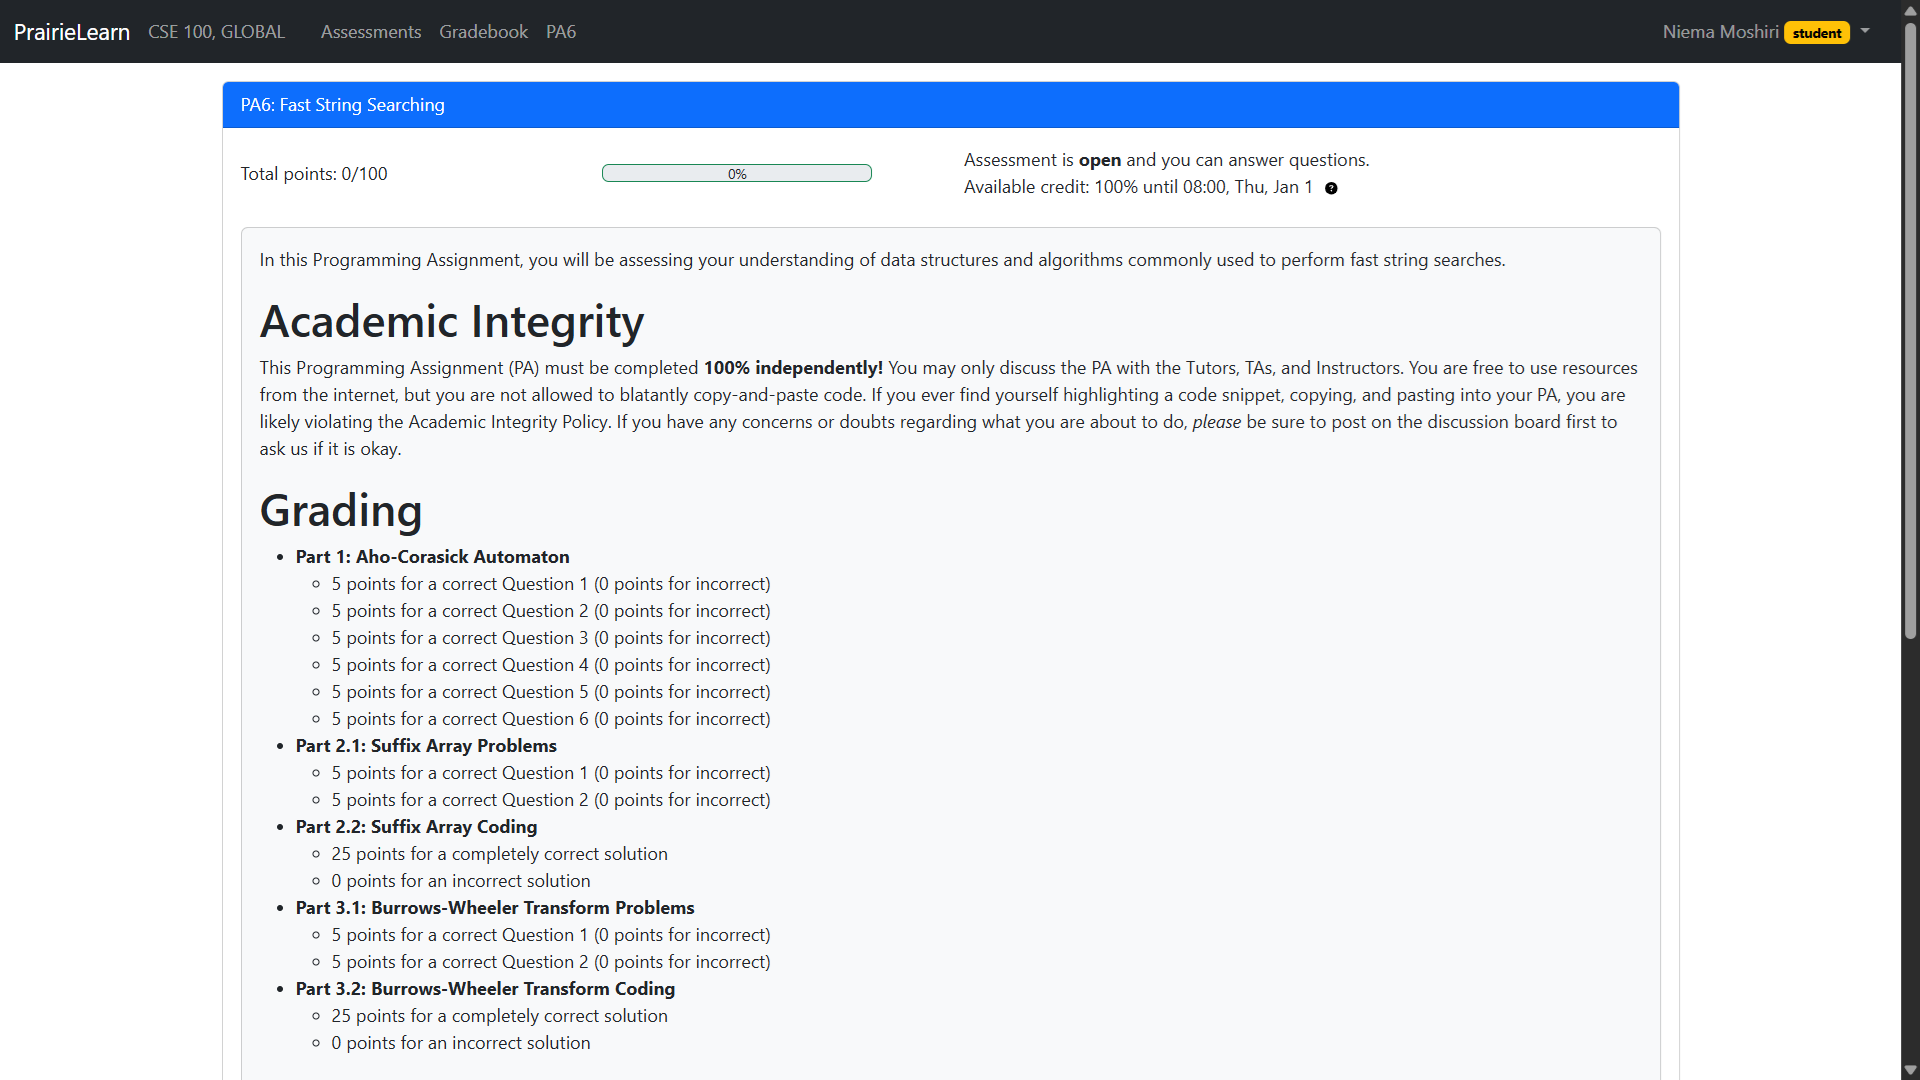 PrairieLearn CSE 100, GLOBAL Assessments Gradebook PA6 Niema Moshiri student
PA6: Fast String Searching
Total points: 0/100
0%
Assessment is open and you can answer questions.
Available credit: 100% until 08:00, Thu, Jan 1 ?
In this Programming Assignment, you will be assessing your understanding of data structures and algorithms commonly used to perform fast string searches.
Academic Integrity
This Programming Assignment (PA) must be completed 100% independently! You may only discuss the PA with the Tutors, TAs, and Instructors. You are free to use resources
from the internet, but you are not allowed to blatantly copy-and-paste code. If you ever find yourself highlighting a code snippet, copying, and pasting into your PA, you are
likely violating the Academic Integrity Policy. If you have any concerns or doubts regarding what you are about to do, please be sure to post on the discussion board first to
ask us if it is okay.
Grading
• Part 1: Aho-Corasick Automaton
◦ 5 points for a correct Question 1 (0 points for incorrect)
◦ 5 points for a correct Question 2 (0 points for incorrect)
◦ 5 points for a correct Question 3 (0 points for incorrect)
◦ 5 points for a correct Question 4 (0 points for incorrect)
◦ 5 points for a correct Question 5 (0 points for incorrect)
◦ 5 points for a correct Question 6 (0 points for incorrect)
• Part 2.1: Suffix Array Problems
◦ 5 points for a correct Question 1 (0 points for incorrect)
◦ 5 points for a correct Question 2 (0 points for incorrect)
• Part 2.2: Suffix Array Coding
◦ 25 points for a completely correct solution
◦ 0 points for an incorrect solution
• Part 3.1: Burrows-Wheeler Transform Problems
◦ 5 points for a correct Question 1 (0 points for incorrect)
◦ 5 points for a correct Question 2 (0 points for incorrect)
• Part 3.2: Burrows-Wheeler Transform Coding
◦ 25 points for a completely correct solution
◦ 0 points for an incorrect solution